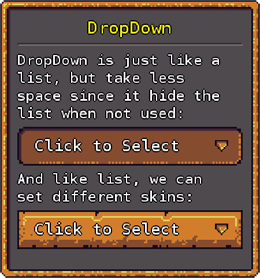 DropDown
DropDown is just like a
list, but take less
space since it hide the
list when not used:
Click to Select
And like list, we can
set different skins:
Click to Select